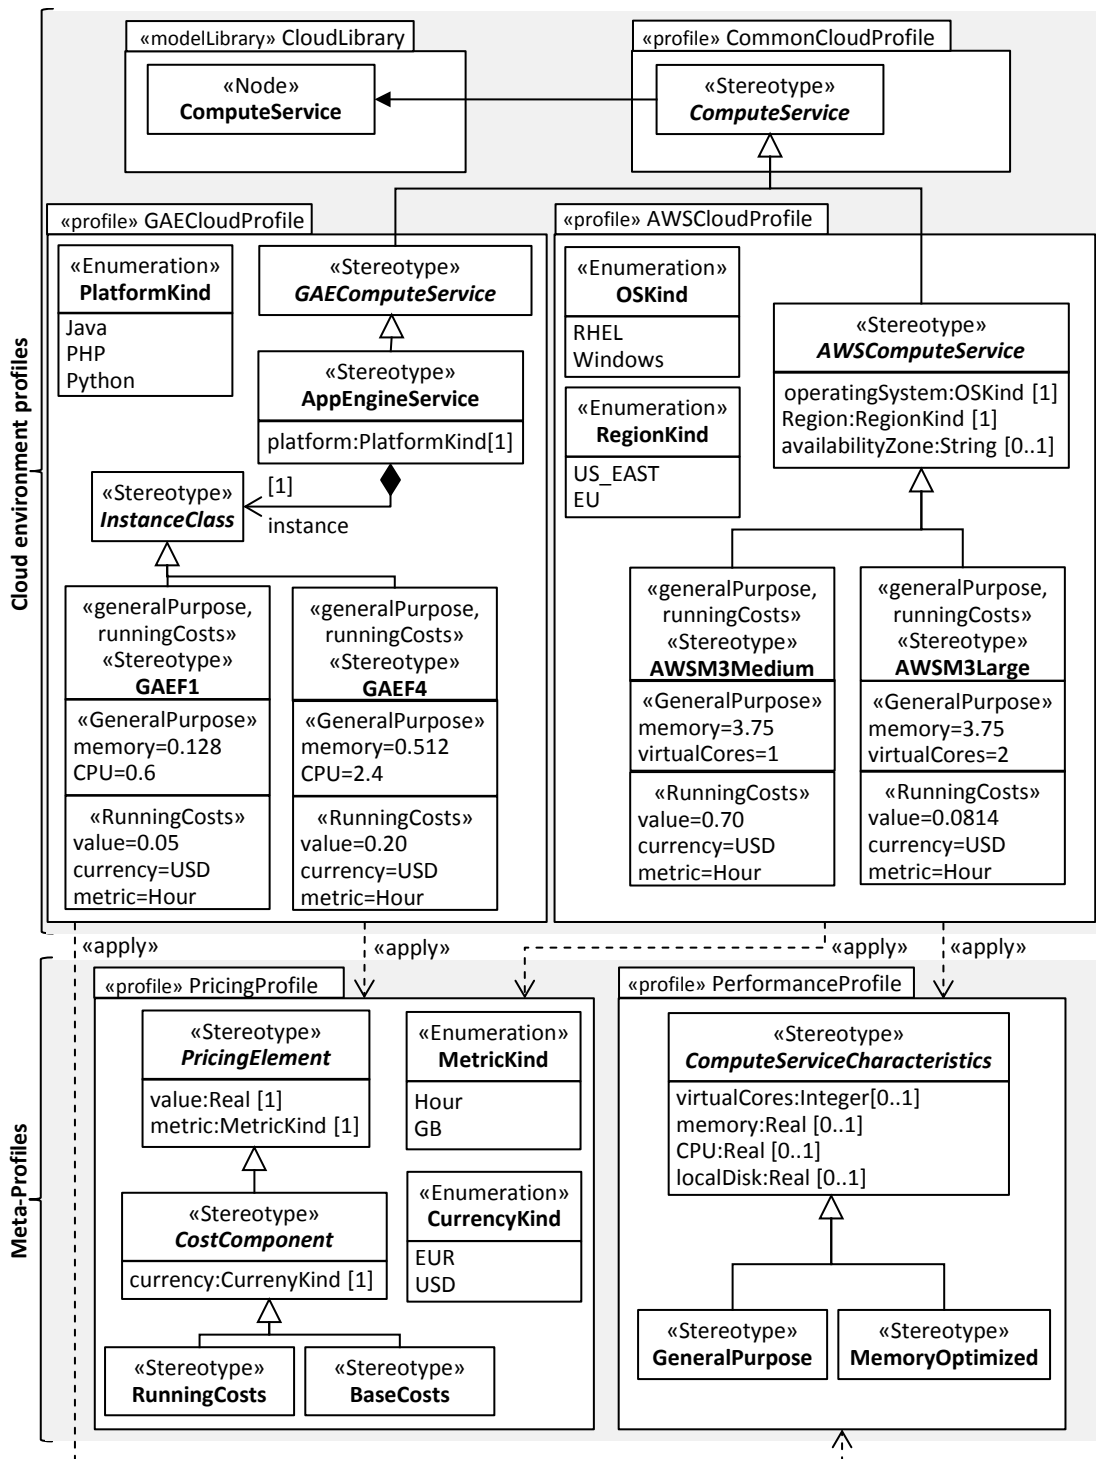 Cloud environment profiles
«modelLibrary» CloudLibrary
«Node»
ComputeService
«profile» CommonCloudProfile
«Stereotype»
ComputeService
«profile» GAECloudProfile
«Enumeration»
PlatformKind
Java
PHP
Python
«Stereotype»
GAEComputeService
«Stereotype»
AppEngineService
platform:PlatformKind[1]
[1]
instance
«Stereotype»
InstanceClass
«generalPurpose,
runningCosts»
«Stereotype»
GAEF1
«GeneralPurpose»
memory=0.128
CPU=0.6
«RunningCosts»
value=0.05
currency=USD
metric=Hour
«generalPurpose,
runningCosts»
«Stereotype»
GAEF4
«GeneralPurpose»
memory=0.512
CPU=2.4
«RunningCosts»
value=0.20
currency=USD
metric=Hour
«profile» AWSCloudProfile
«Enumeration»
OSKind
RHEL
Windows
«Enumeration»
RegionKind
US_EAST
EU
«Stereotype»
AWSComputeService
operatingSystem:OSKind [1]
Region:RegionKind [1]
availabilityZone:String [0..1]
«generalPurpose,
runningCosts»
«Stereotype»
AWSM3Medium
«GeneralPurpose»
memory=3.75
virtualCores=1
«RunningCosts»
value=0.70
currency=USD
metric=Hour
«generalPurpose,
runningCosts»
«Stereotype»
AWSM3Large
«GeneralPurpose»
memory=3.75
virtualCores=2
«RunningCosts»
value=0.0814
currency=USD
metric=Hour
«apply»
«apply»
«apply»
«apply»
Meta-Profiles
«profile» PricingProfile
«Stereotype»
PricingElement
value:Real [1]
metric:MetricKind [1]
«Stereotype»
CostComponent
currency:CurrenyKind [1]
«Stereotype»
RunningCosts
«Stereotype»
BaseCosts
«Enumeration»
MetricKind
Hour
GB
«Enumeration»
CurrencyKind
EUR
USD
«profile» PerformanceProfile
«Stereotype»
ComputeServiceCharacteristics
virtualCores:Integer[0..1]
memory:Real [0..1]
CPU:Real [0..1]
localDisk:Real [0..1]
«Stereotype»
GeneralPurpose
«Stereotype»
MemoryOptimized